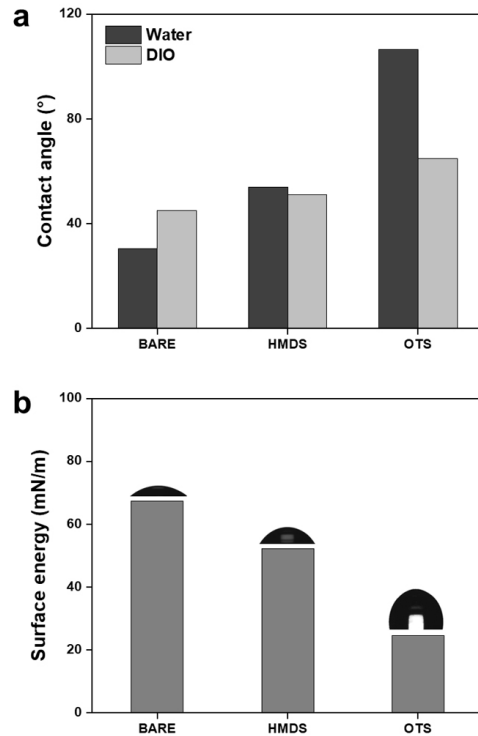 a
Water
DIO
Contact angle (°)
120
80
40
0
BARE HMDS OTS
b
Surface energy (mN/m)
100
80
60
40
20
0
BARE HMDS OTS